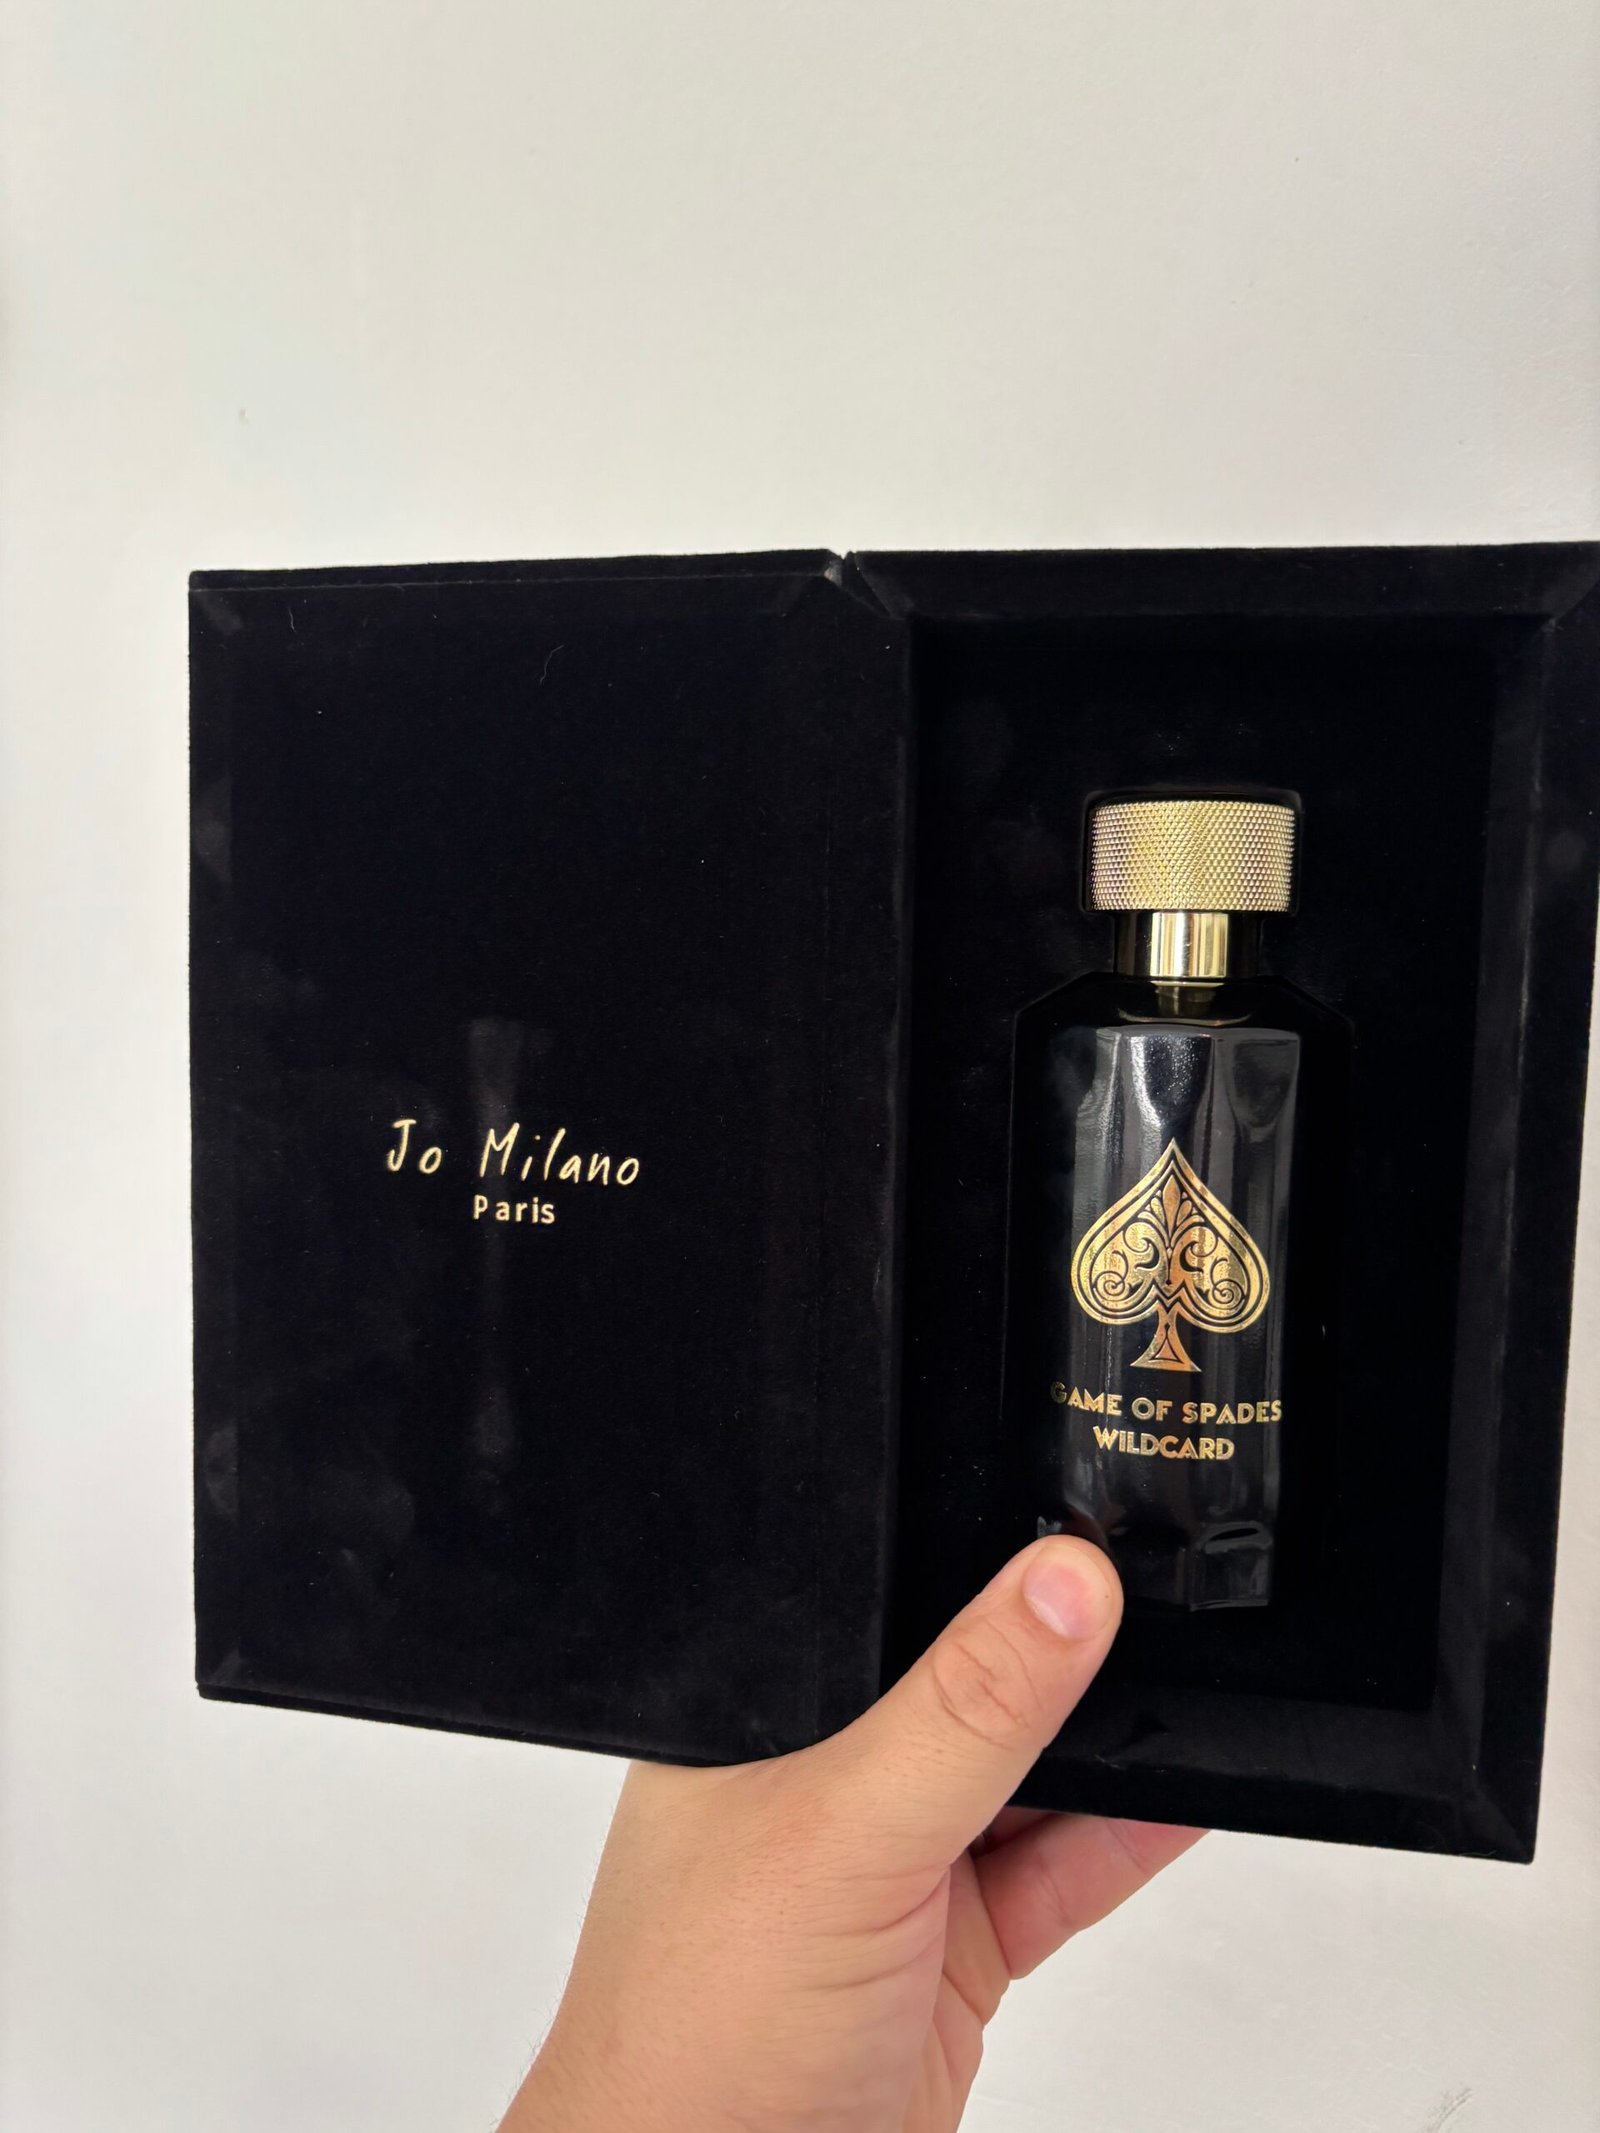 Jo Milano
Paris
GAME OF SPADES
WILDCARD